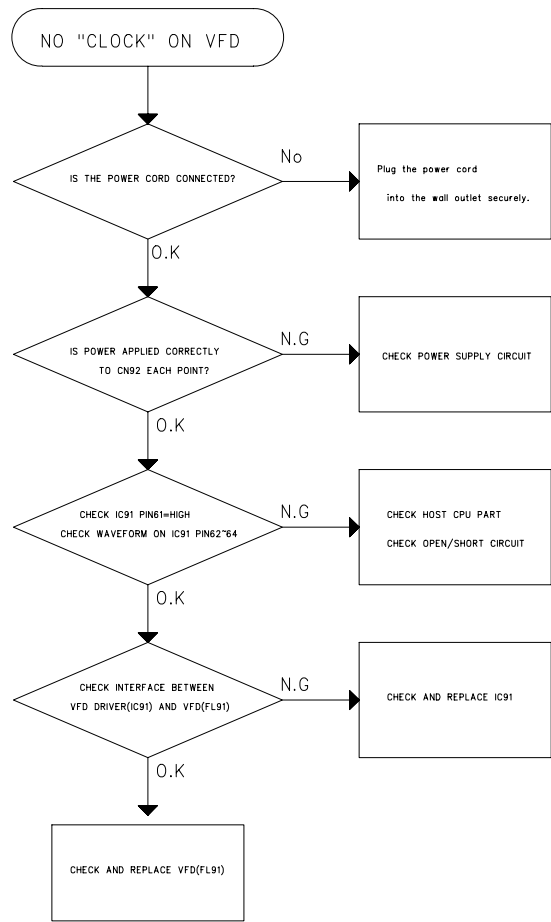 NO "CLOCK" ON VFD
IS THE POWER CORD CONNECTED?
No
Plug the power cord
into the wall outlet securely.
O.K
IS POWER APPLIED CORRECTLY
TO CN92 EACH POINT?
N.G
CHECK POWER SUPPLY CIRCUIT
O.K
CHECK IC91 PIN61=HIGH
CHECK WAVEFORM ON IC91 PIN62~64
N.G
CHECK HOST CPU PART
CHECK OPEN/SHORT CIRCUIT
O.K
CHECK INTERFACE BETWEEN
VFD DRIVER(IC91) AND VFD(FL91)
N.G
CHECK AND REPLACE IC91
O.K
CHECK AND REPLACE VFD(FL91)